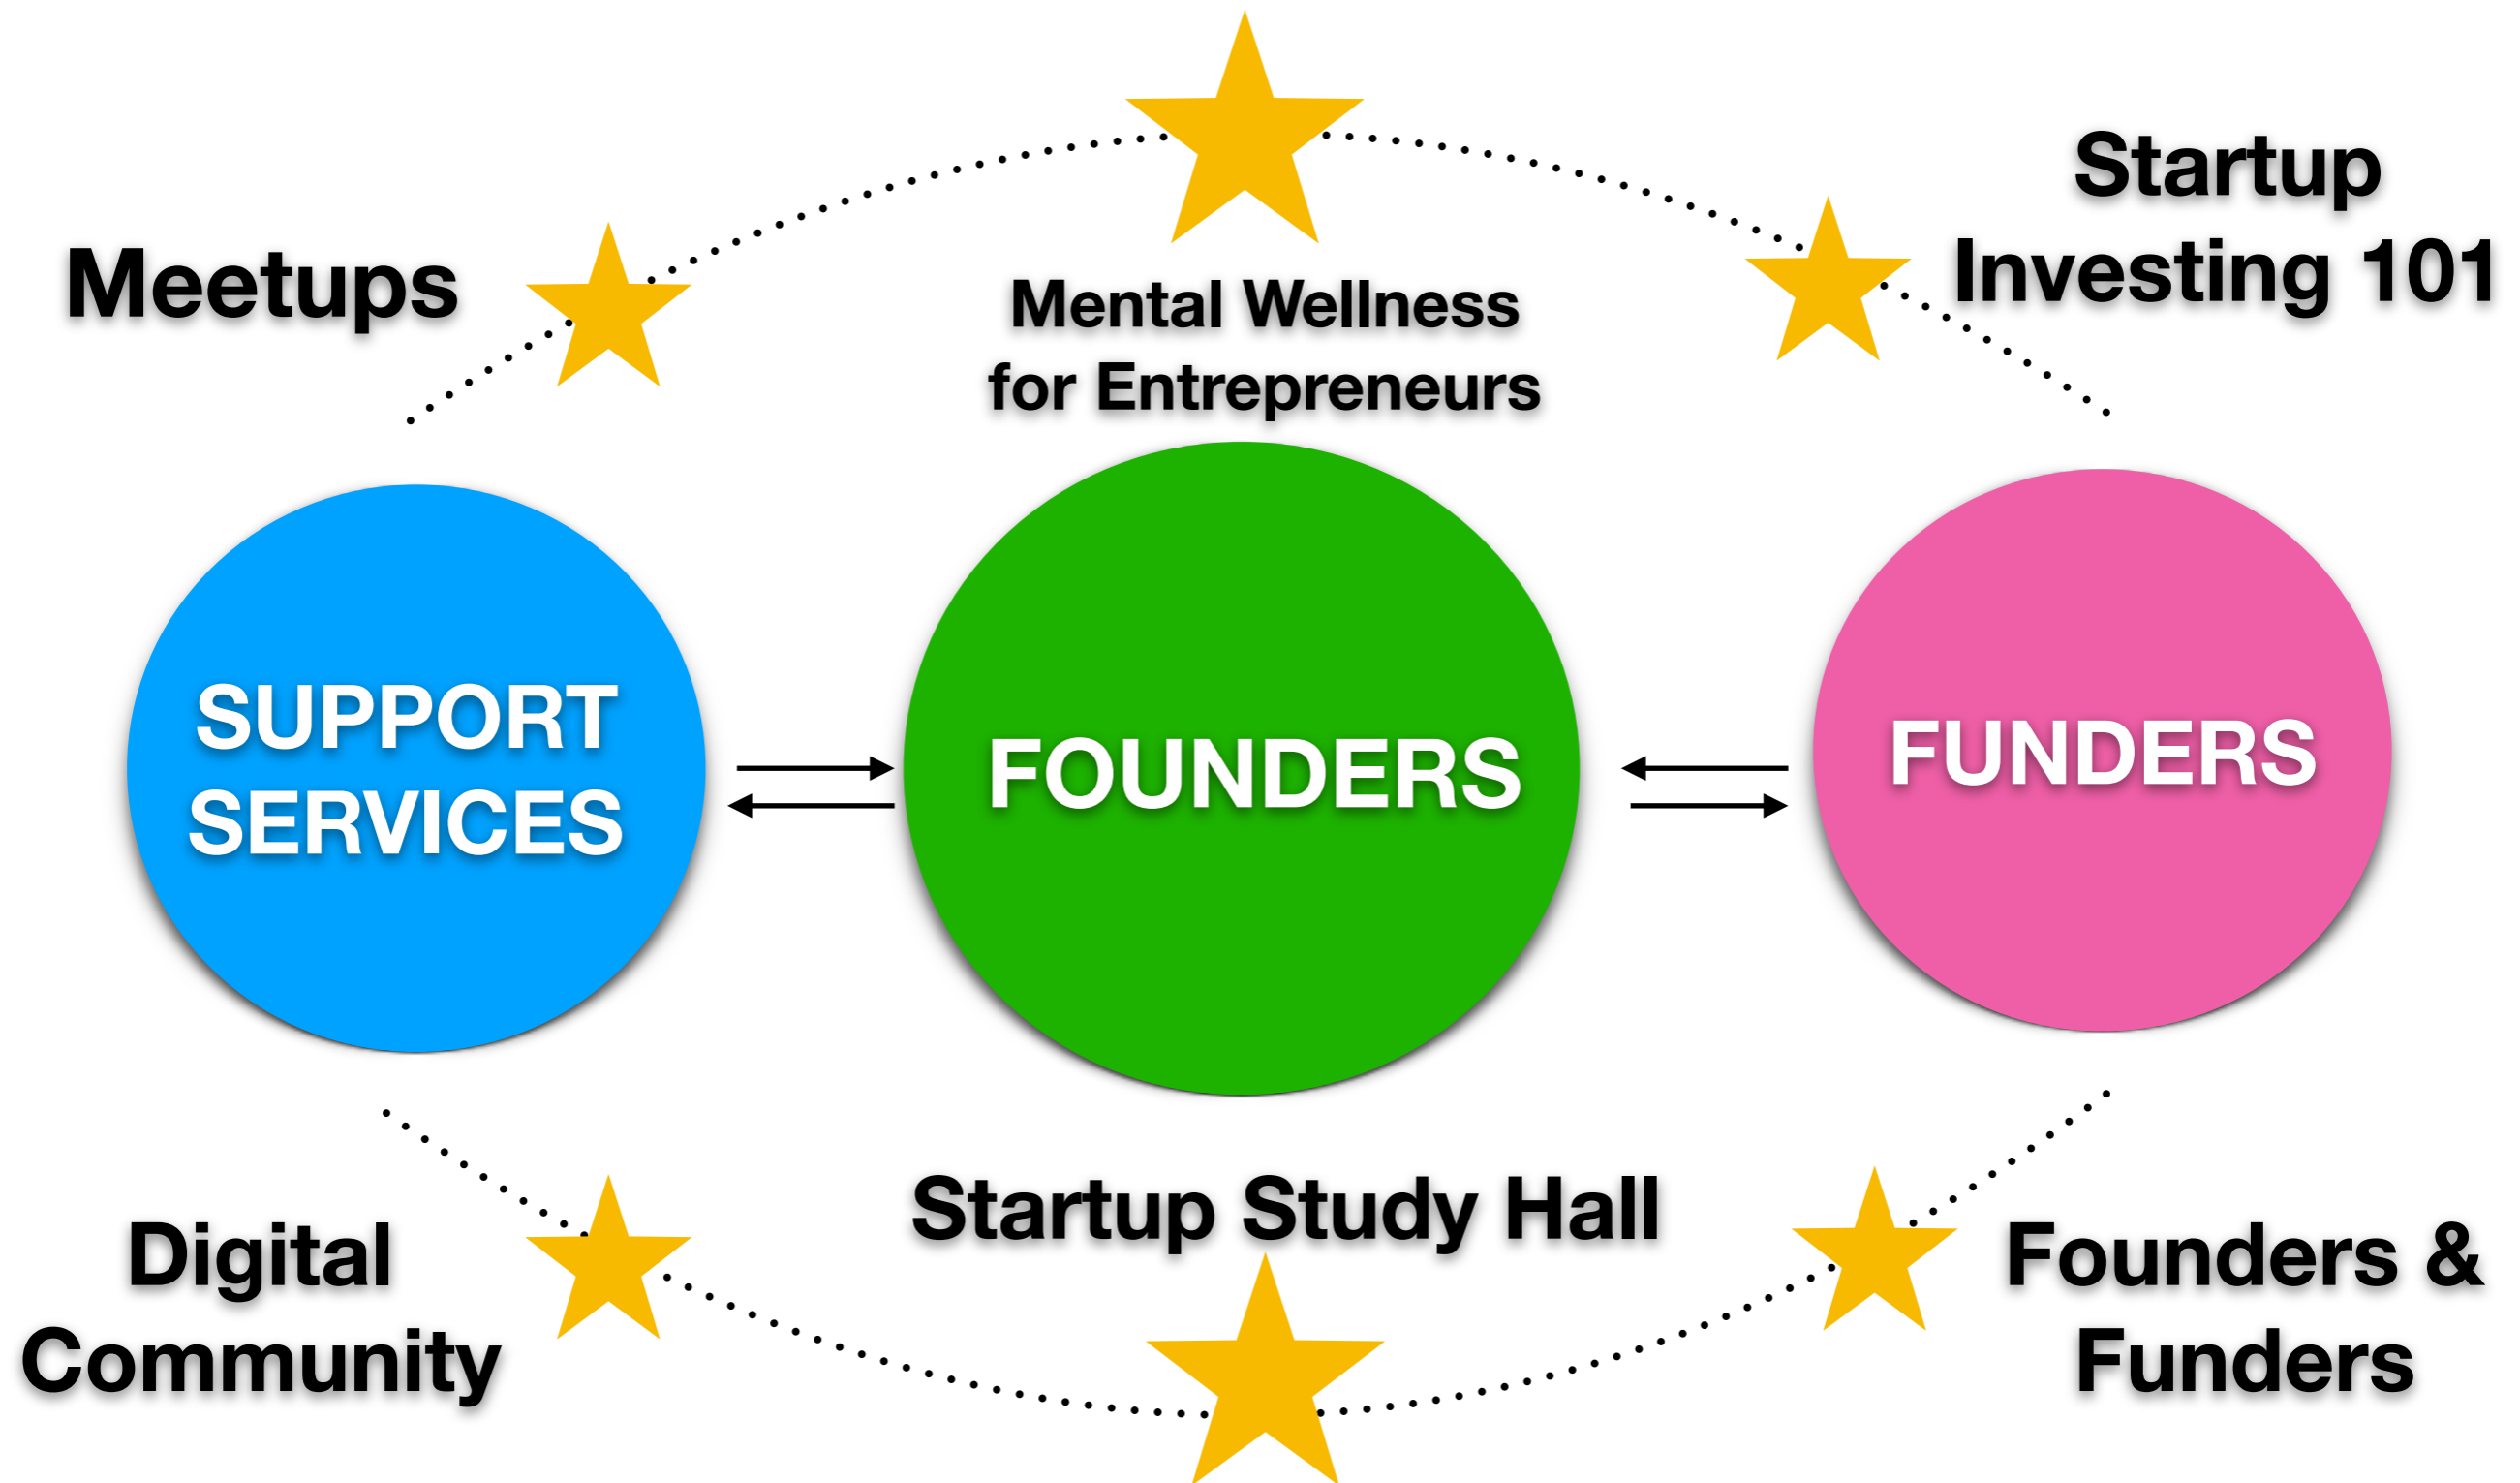 Meetups
Mental Wellness
for Entrepreneurs
Startup
Investing 101
SUPPORT
SERVICES
FOUNDERS
FUNDERS
Digital
Community
Startup Study Hall
Founders &
Funders